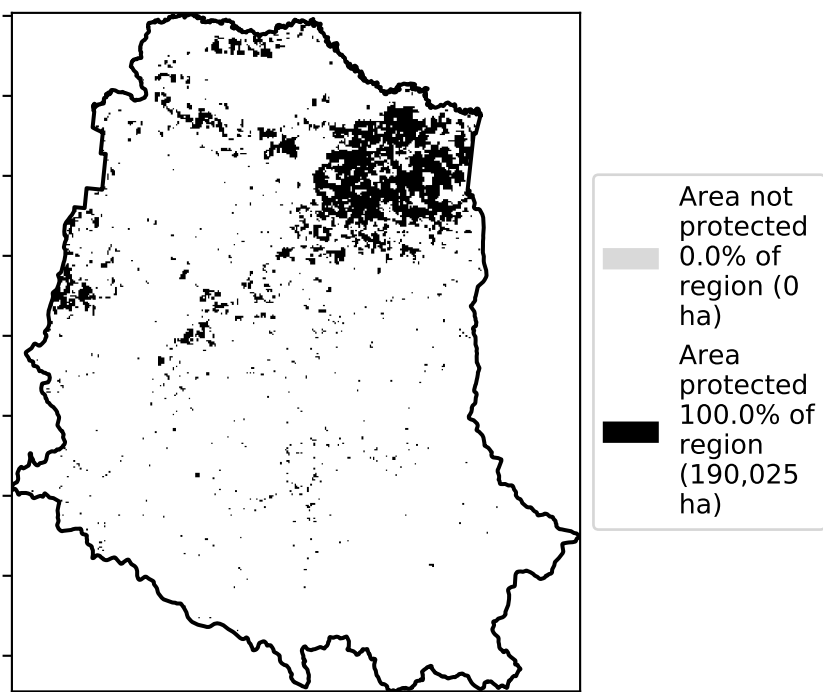 Area not
protected
0.0% of
region (0
ha)
Area
protected
100.0% of
region
(190,025
ha)